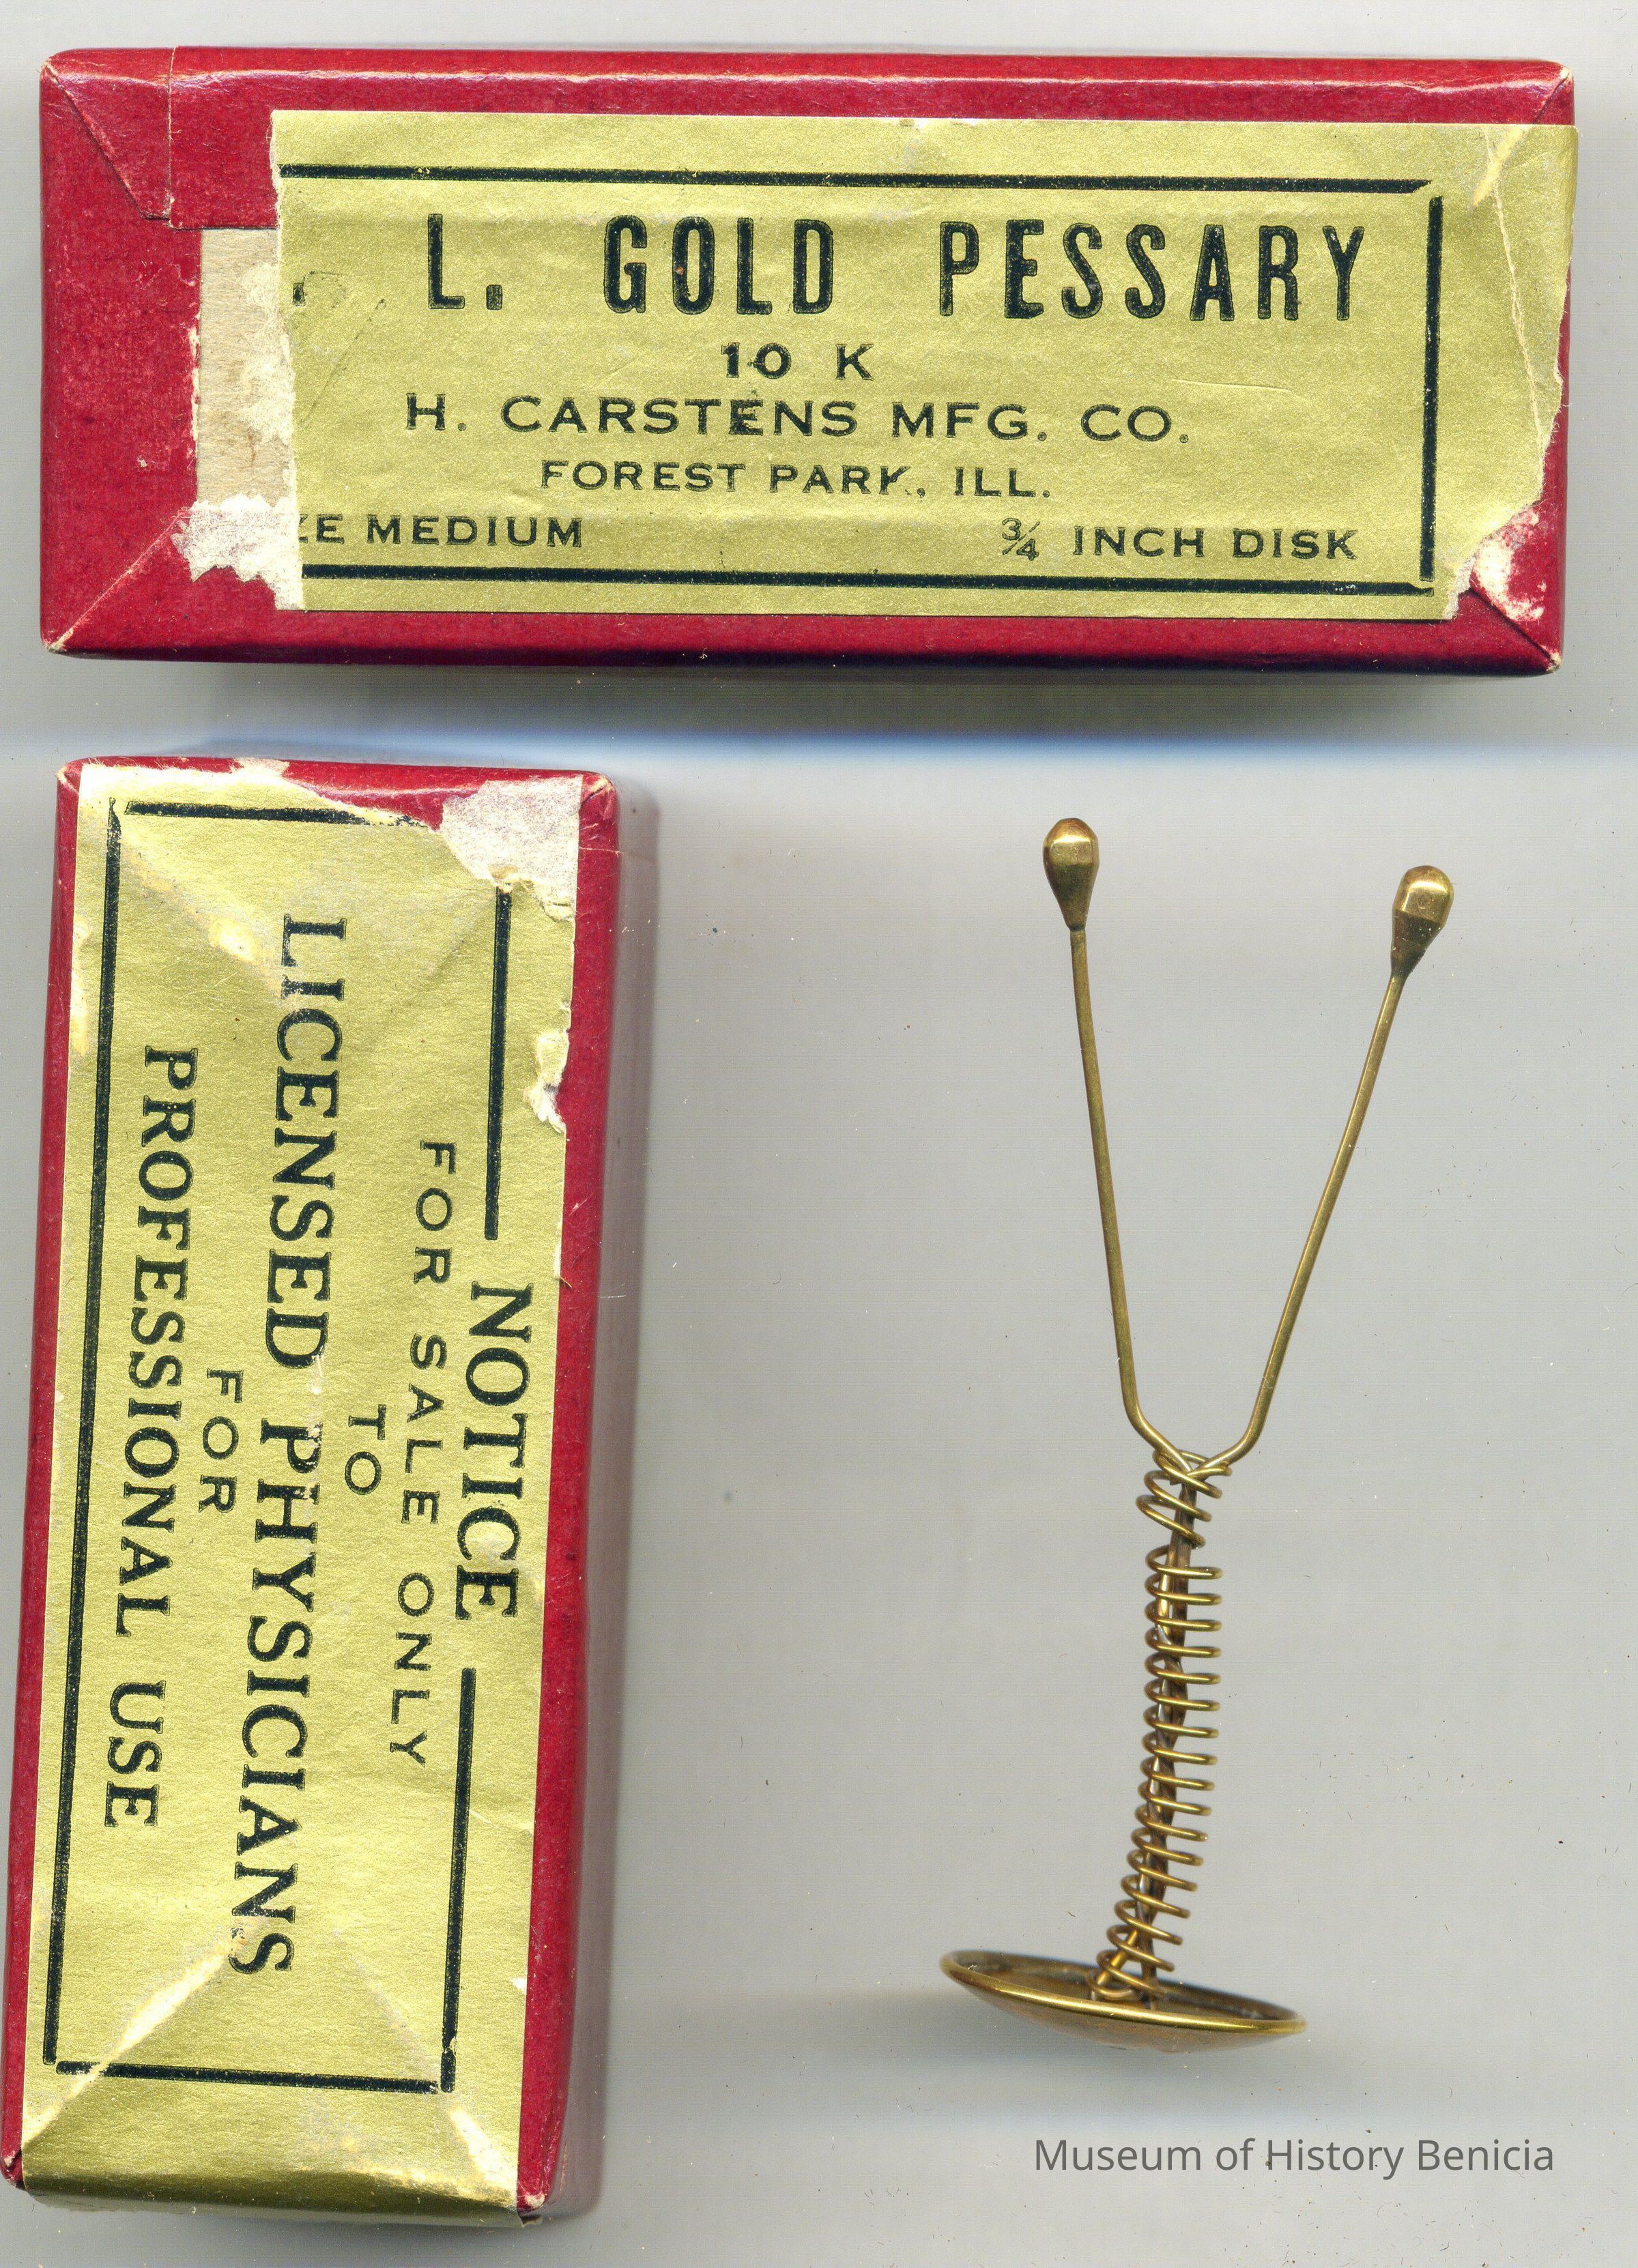 . L. GOLD PESSARY
10 K
H. CARSTENS MFG. CO.
FOREST PARK, ILL.
ZE MEDIUM 3/4 INCH DISK
NOTICE
FOR SALE ONLY
TO
LICENSED PHYSICIANS
FOR
PROFESSIONAL USE
Museum of History Benicia